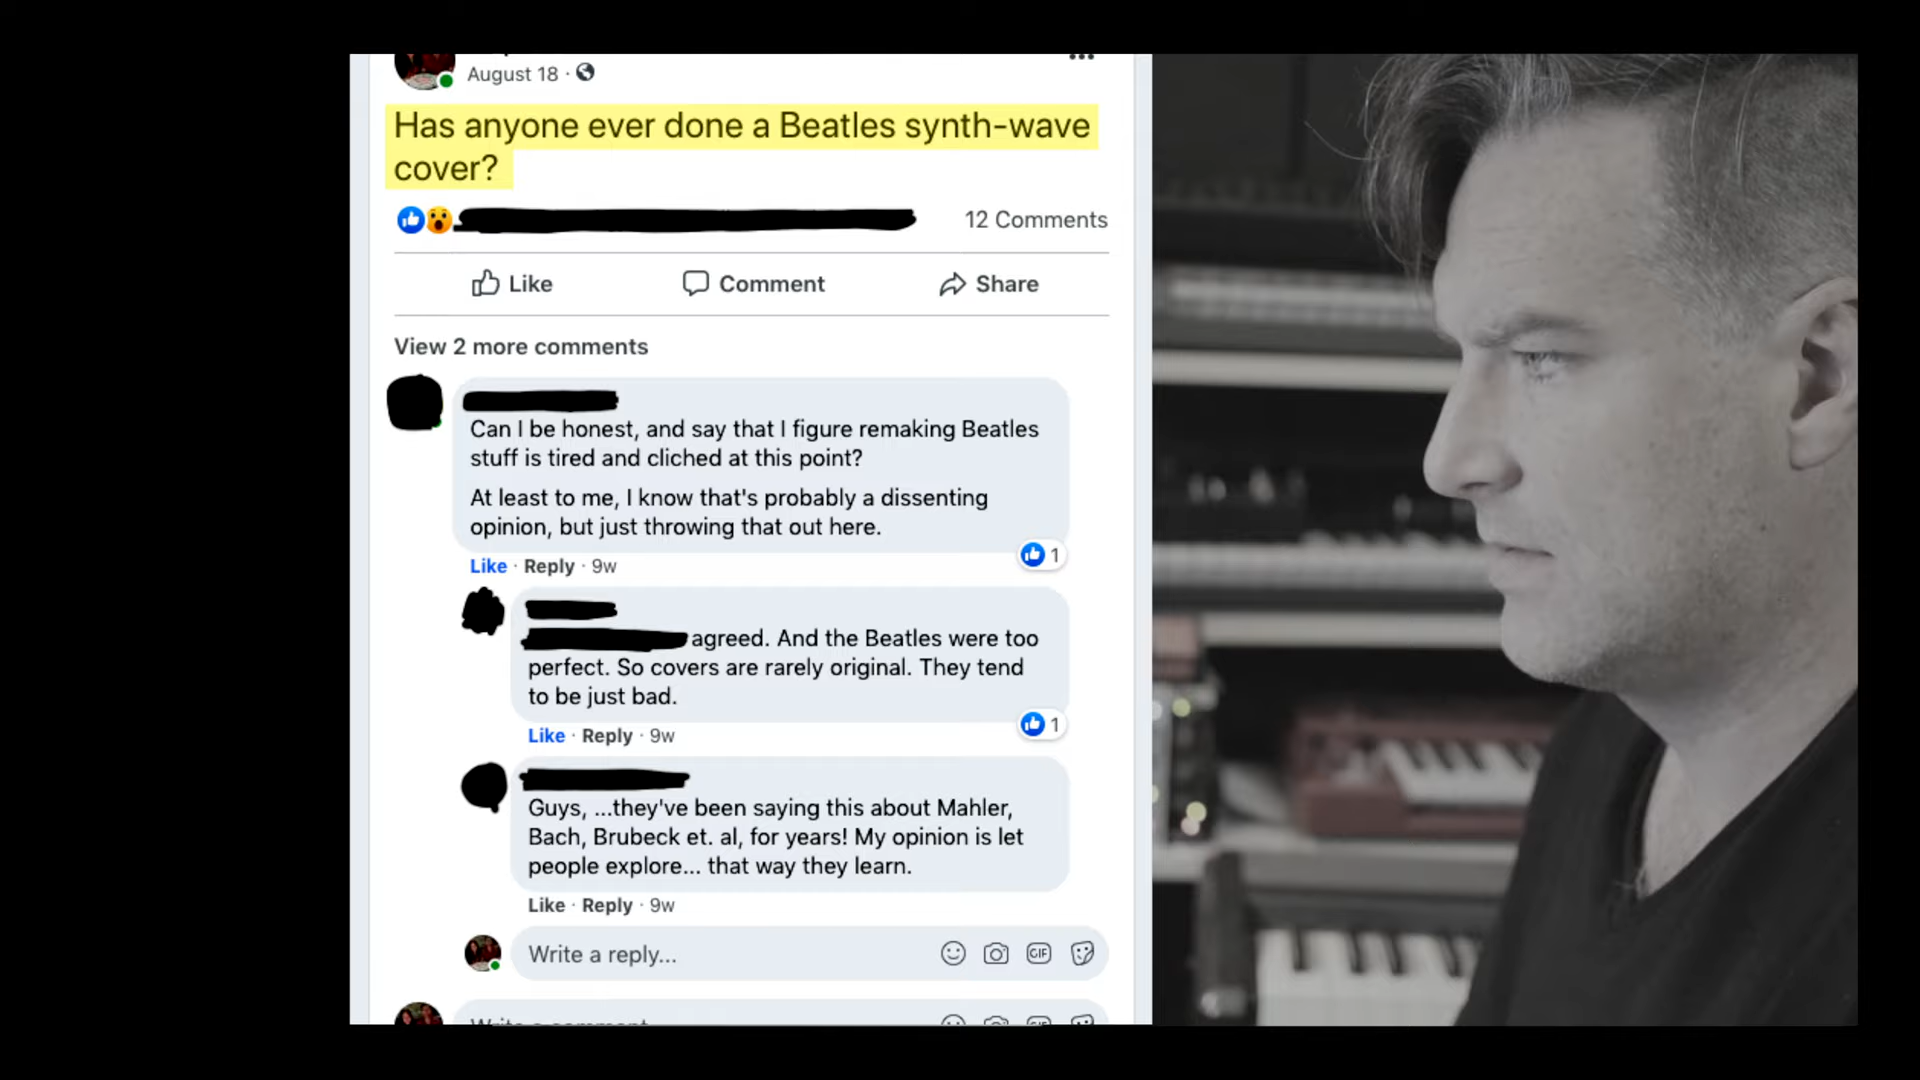 August 18 ·
Has anyone ever done a Beatles synth-wave
cover?
12 Comments
Like
Comment
Share
View 2 more comments
Can I be honest, and say that I figure remaking Beatles
stuff is tired and cliched at this point?
At least to me, I know that's probably a dissenting
opinion, but just throwing that out here.
1
Like · Reply · 9w
agreed. And the Beatles were too
perfect. So covers are rarely original. They tend
to be just bad.
1
Like · Reply · 9w
Guys, ...they've been saying this about Mahler,
Bach, Brubeck et. al, for years! My opinion is let
people explore... that way they learn.
Like · Reply · 9w
Write a reply...
GIF
Write a comment